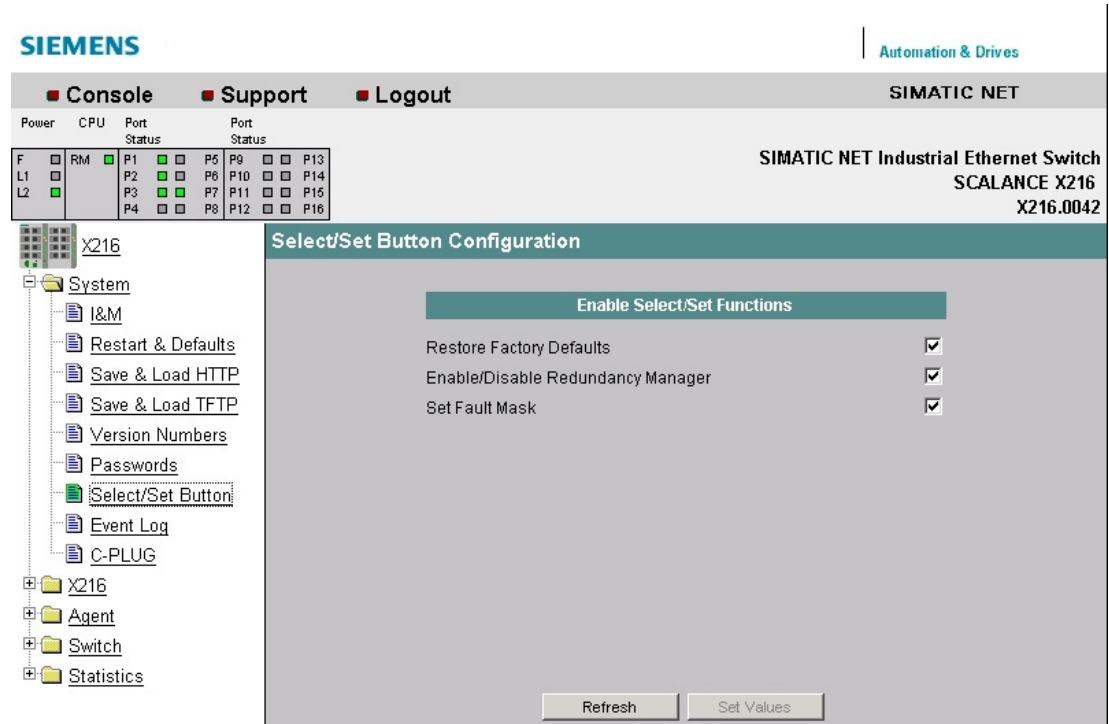 SIEMENS
Automation & Drives
Console Support Logout SIMATIC NET
Power CPU Port Status Port Status
F RM P1 P5 P9 P13
L1 P2 P6 P10 P14
L2 P3 P7 P11 P15
P4 P8 P12 P16
SIMATIC NET Industrial Ethernet Switch
SCALANCE X216
X216.0042
X216
System
I&M
Restart & Defaults
Save & Load HTTP
Save & Load TFTP
Version Numbers
Passwords
Select/Set Button
Event Log
C-PLUG
X216
Agent
Switch
Statistics
Select/Set Button Configuration
Enable Select/Set Functions
Restore Factory Defaults
Enable/Disable Redundancy Manager
Set Fault Mask
Refresh Set Values